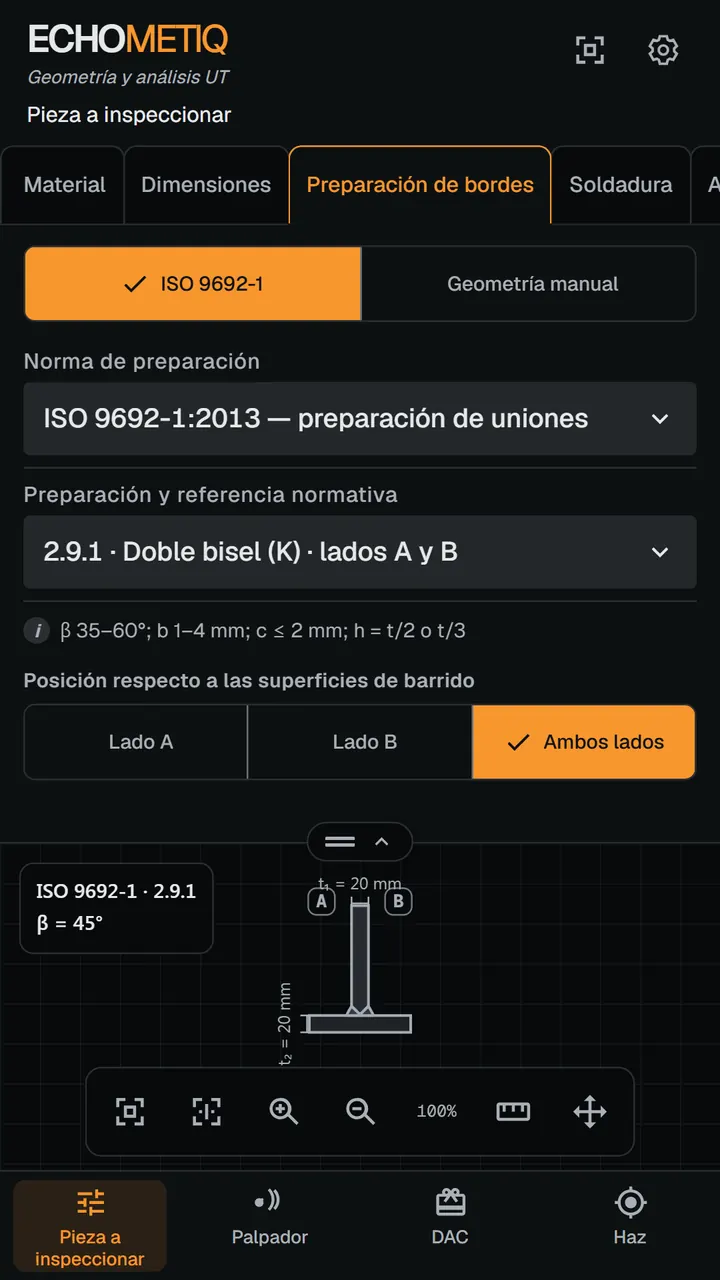 ECHOMETIQ
Geometría y análisis UT
Pieza a inspeccionar
Material
Dimensiones
Preparación de bordes
Soldadura
A
ISO 9692-1
Geometría manual
Norma de preparación
ISO 9692-1:2013 — preparación de uniones
Preparación y referencia normativa
2.9.1 · Doble bisel (K) · lados A y B
i β 35–60°; b 1–4 mm; c ≤ 2 mm; h = t/2 o t/3
Posición respecto a las superficies de barrido
Lado A
Lado B
Ambos lados
ISO 9692-1 · 2.9.1
β = 45°
t₁ = 20 mm
A
B
t₂ = 20 mm
100%
Pieza a
inspeccionar
Palpador
DAC
Haz